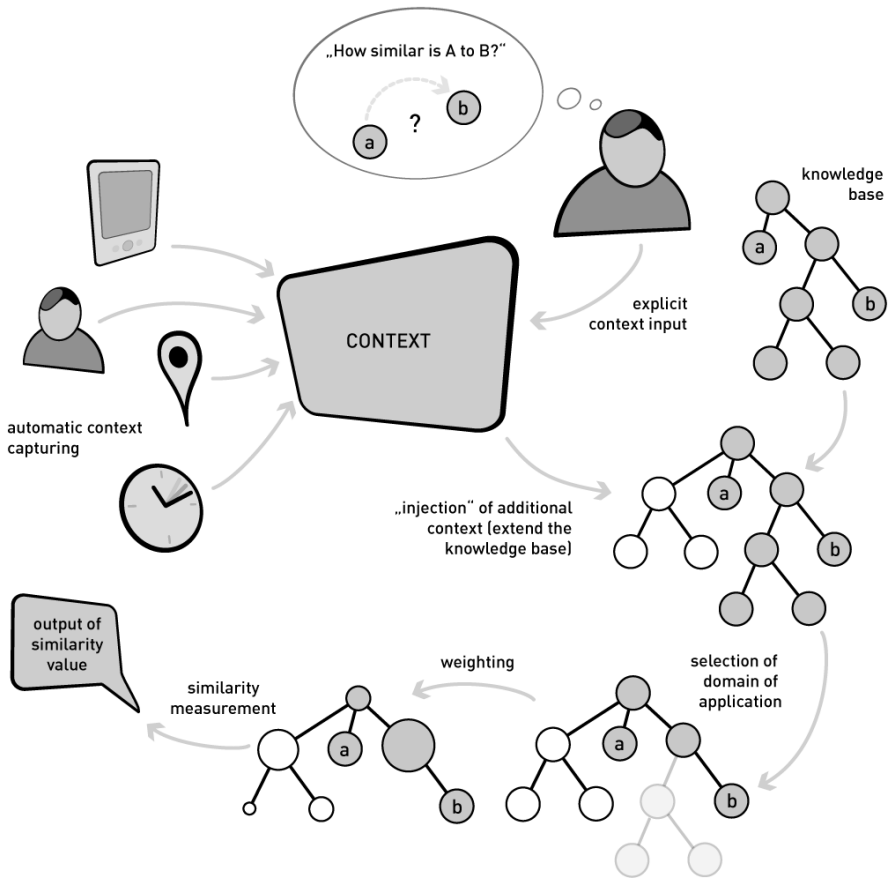 „How similar is A to B?“
a
?
b
knowledge
base
a
b
CONTEXT
explicit
context input
automatic context
capturing
„injection“ of additional
context (extend the
knowledge base)
a
b
output of
similarity
value
similarity
measurement
weighting
selection of
domain of
application
a
b
a
b